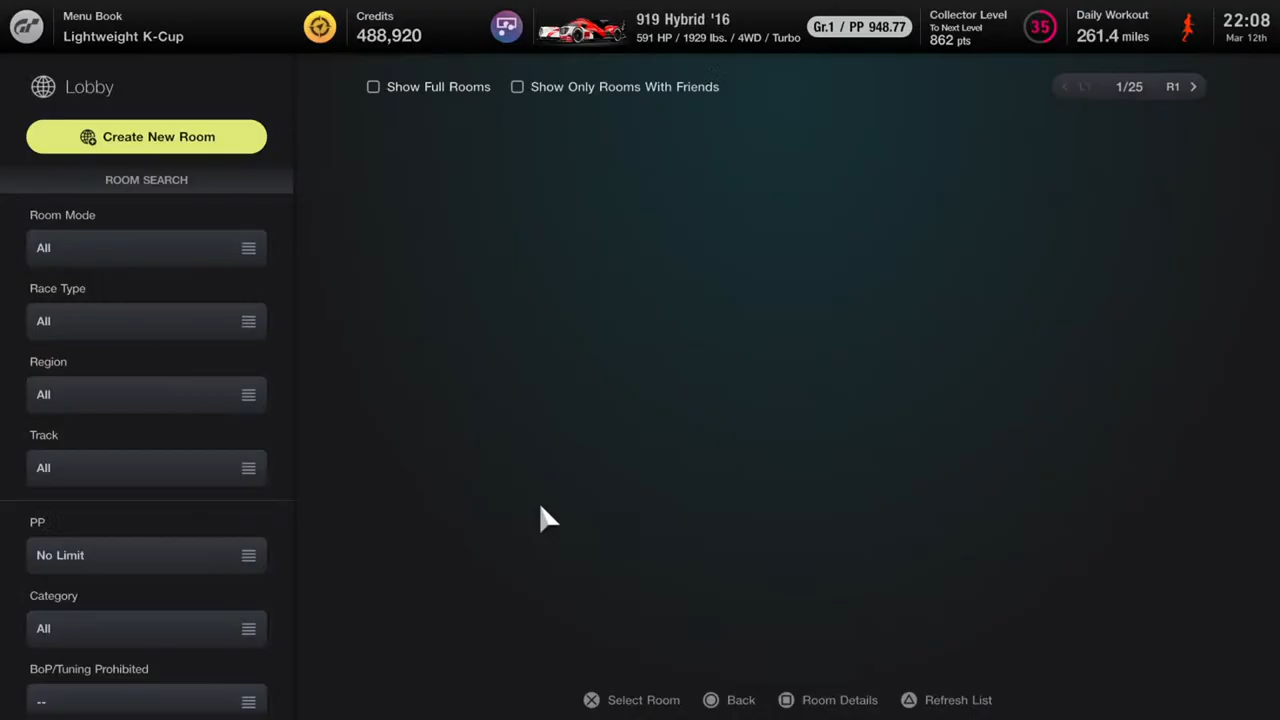 Menu Book
Lightweight K-Cup
Credits
488,920
919 Hybrid '16
591 HP / 1929 lbs. / 4WD / Turbo
Gr.1 / PP 948.77
Collector Level
To Next Level
862 pts
35
Daily Workout
261.4 miles
22:08
Mar 12th
Lobby
Show Full Rooms
Show Only Rooms With Friends
L1
1/25
R1
Create New Room
ROOM SEARCH
Room Mode
All
Race Type
All
Region
All
Track
All
PP
No Limit
Category
All
BoP/Tuning Prohibited
--
Select Room
Back
Room Details
Refresh List